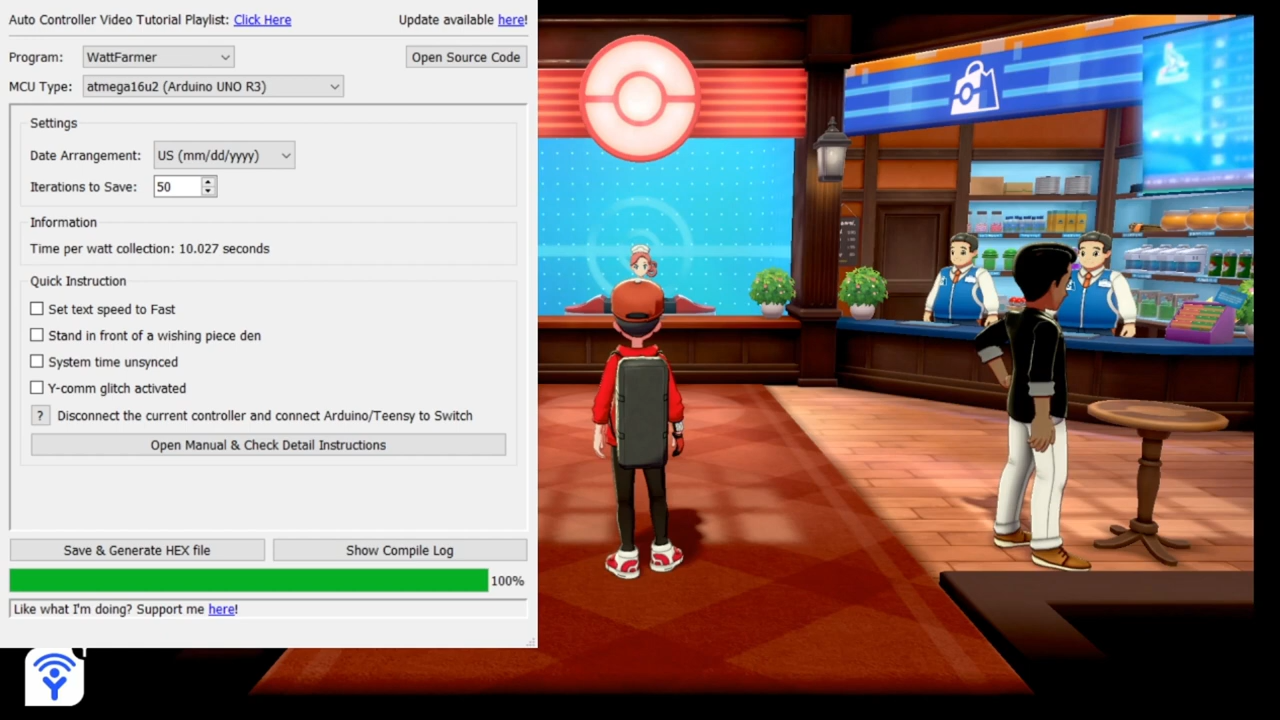 Auto Controller Video Tutorial Playlist: Click Here
Update available here!
Program: WattFarmer
Open Source Code
MCU Type: atmega16u2 (Arduino UNO R3)
Settings
Date Arrangement: US (mm/dd/yyyy)
Iterations to Save: 50
Information
Time per watt collection: 10.027 seconds
Quick Instruction
Set text speed to Fast
Stand in front of a wishing piece den
System time unsynced
Y-comm glitch activated
? Disconnect the current controller and connect Arduino/Teensy to Switch
Open Manual & Check Detail Instructions
Save & Generate HEX file
Show Compile Log
100%
Like what I'm doing? Support me here!